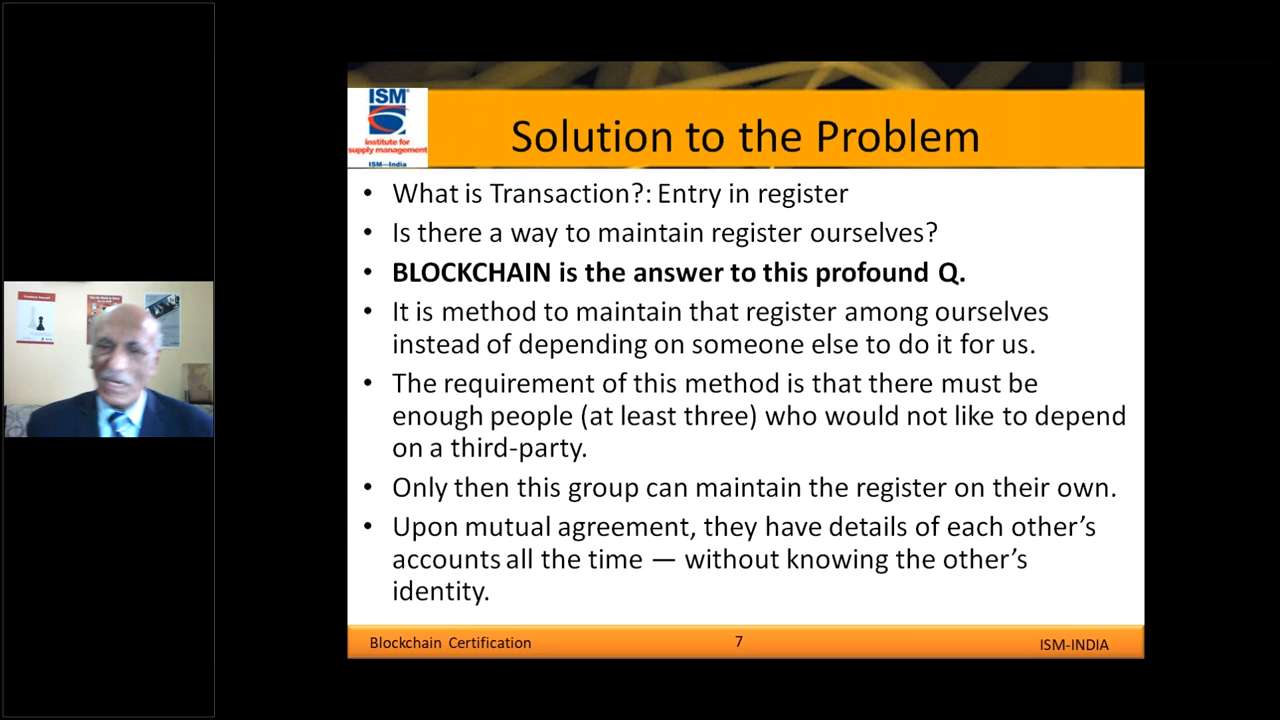 ISM
institute for
supply management
ISM—India
Solution to the Problem
• What is Transaction?: Entry in register
• Is there a way to maintain register ourselves?
• BLOCKCHAIN is the answer to this profound Q.
• It is method to maintain that register among ourselves
instead of depending on someone else to do it for us.
• The requirement of this method is that there must be
enough people (at least three) who would not like to depend
on a third-party.
• Only then this group can maintain the register on their own.
• Upon mutual agreement, they have details of each other’s
accounts all the time — without knowing the other’s
identity.
Blockchain Certification
7
ISM-INDIA